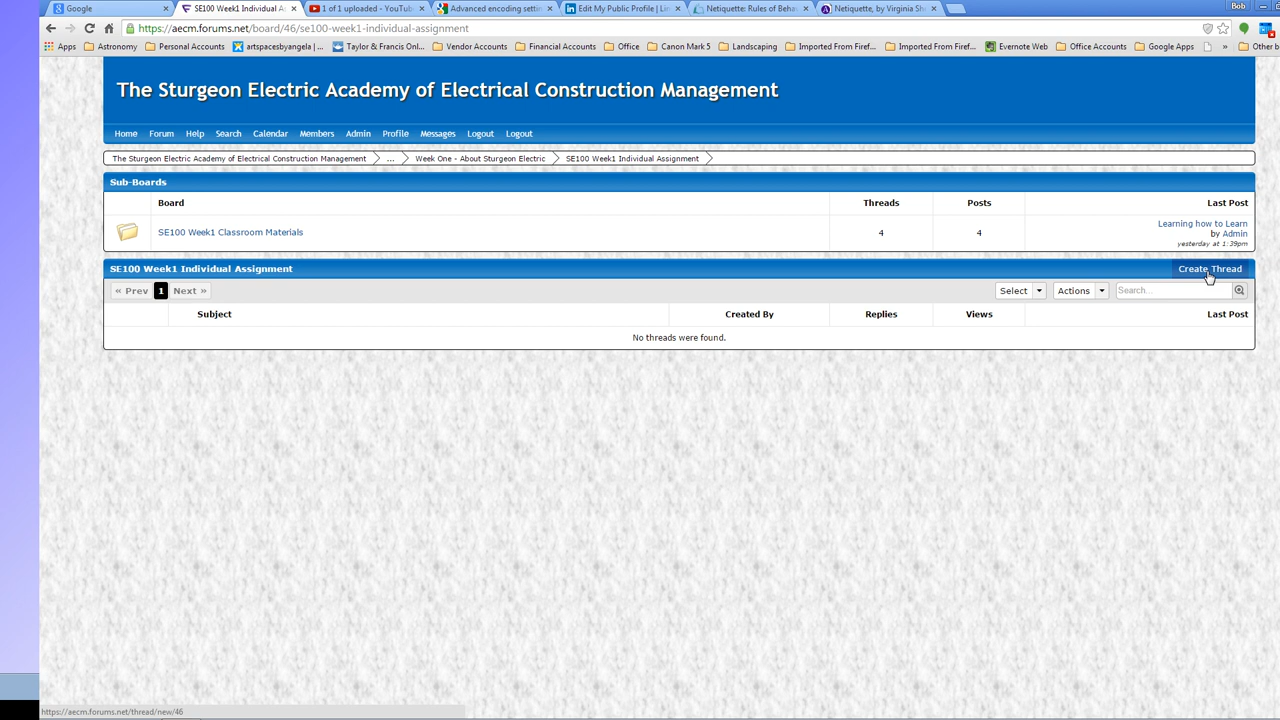 Bob
Google
SE100 Week1 Individual A
1 of 1 uploaded - YouTube
Advanced encoding settin
Edit My Public Profile | Lin
Netiquette: Rules of Behav
Netiquette, by Virginia Sh
https://aecm.forums.net/board/46/se100-week1-individual-assignment
Apps Astronomy Personal Accounts artspacesbyangela | ... Taylor & Francis Onl... Vendor Accounts Financial Accounts Office Canon Mark 5 Landscaping Imported From Firef... Imported From Firef... Evernote Web Office Accounts Google Apps » Other b
The Sturgeon Electric Academy of Electrical Construction Management
Home Forum Help Search Calendar Members Admin Profile Messages Logout Logout
The Sturgeon Electric Academy of Electrical Construction Management ... Week One - About Sturgeon Electric SE100 Week1 Individual Assignment
Sub-Boards
Board Threads Posts Last Post
SE100 Week1 Classroom Materials 4 4 Learning how to Learn
by Admin
yesterday at 1:39pm
SE100 Week1 Individual Assignment Create Thread
« Prev 1 Next » Select Actions Search...
Subject Created By Replies Views Last Post
No threads were found.
https://aecm.forums.net/thread/new/46